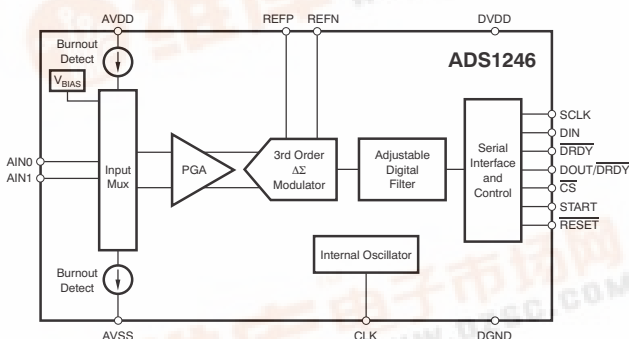 AVDD
REFP
REFN
DVDD
Burnout
Detect
ADS1246
VBIAS
SCLK
DIN
DRDY
DOUT/DRDY
CS
START
RESET
AIN0
AIN1
Input
Mux
PGA
3rd Order
ΔΣ
Modulator
Adjustable
Digital
Filter
Serial
Interface
and
Control
Internal Oscillator
Burnout
Detect
AVSS
CLK
DGND